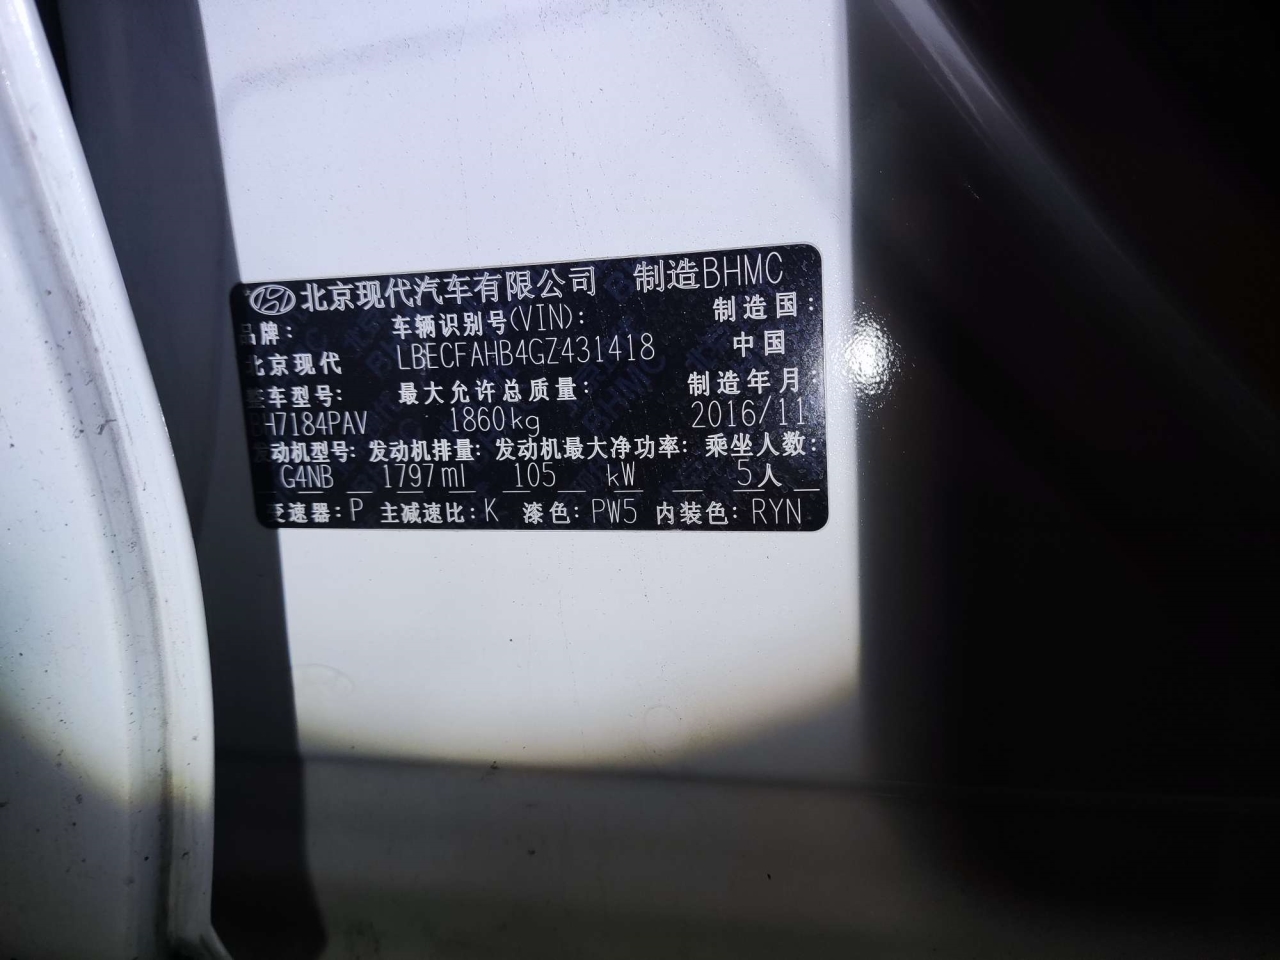 北京现代汽车有限公司 制造BHMC
品牌: 车辆识别号(VIN): 制造国:
北京现代 LBECFAHB4GZ431418 中国
整车型号: 最大允许总质量: 制造年月:
BH7184PAV 1860kg 2016/11
发动机型号: 发动机排量: 发动机最大净功率: 乘坐人数:
G4NB 1797ml 105 kW 5人
变速器: P 主减速比: K 漆色: PW5 内装色: RYN